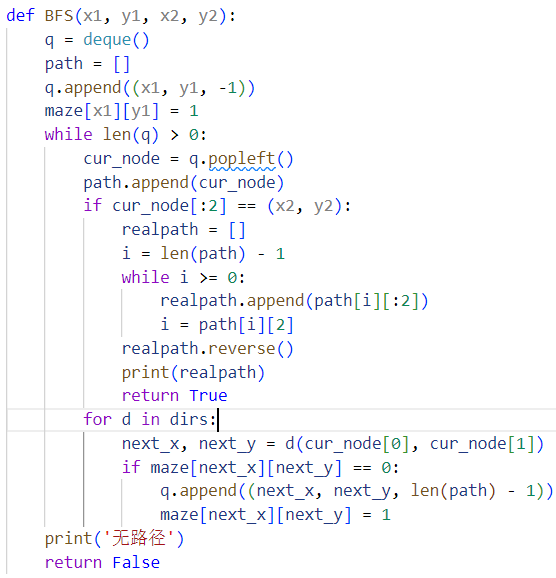 def BFS(x1, y1, x2, y2):
    q = deque()
    path = []
    q.append((x1, y1, -1))
    maze[x1][y1] = 1
    while len(q) > 0:
        cur_node = q.popleft()
        path.append(cur_node)
        if cur_node[:2] == (x2, y2):
            realpath = []
            i = len(path) - 1
            while i >= 0:
                realpath.append(path[i][:2])
                i = path[i][2]
            realpath.reverse()
            print(realpath)
            return True
        for d in dirs:
            next_x, next_y = d(cur_node[0], cur_node[1])
            if maze[next_x][next_y] == 0:
                q.append((next_x, next_y, len(path) - 1))
                maze[next_x][next_y] = 1
    print('无路径')
    return False